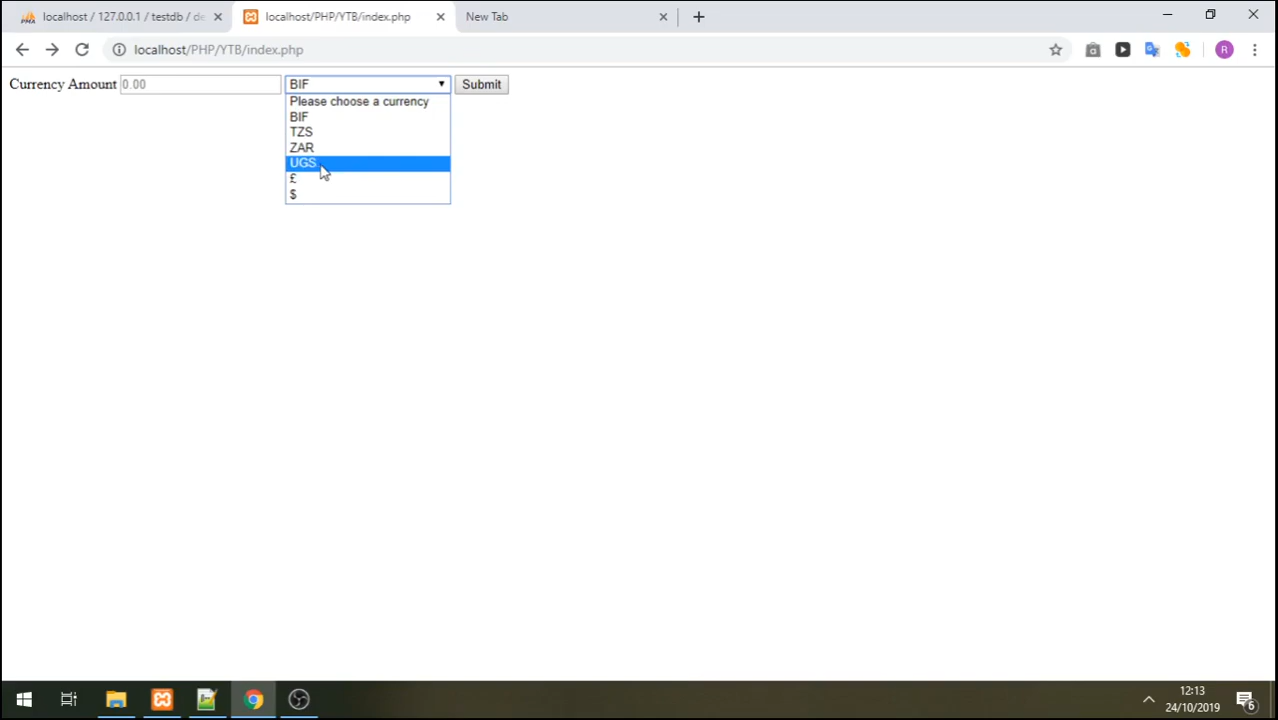 localhost / 127.0.0.1 / testdb / de
localhost/PHP/YTB/index.php
New Tab
localhost/PHP/YTB/index.php
R
Currency Amount 0.00 BIF Submit
Please choose a currency
BIF
TZS
ZAR
UGS
£
$
12:13
24/10/2019
6